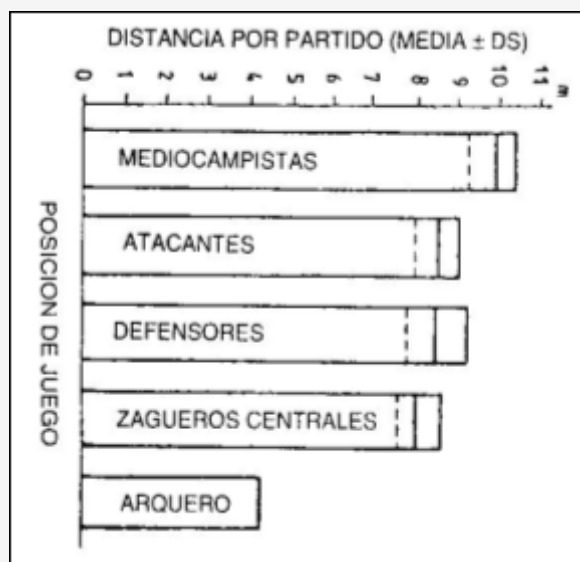 DISTANCIA POR PARTIDO (MEDIA ± DS)
0 1 2 3 4 5 6 7 8 9 10 11
m
MEDIOCAMPISTAS
ATACANTES
DEFENSORES
ZAGUEROS CENTRALES
ARQUERO
POSICION DE JUEGO